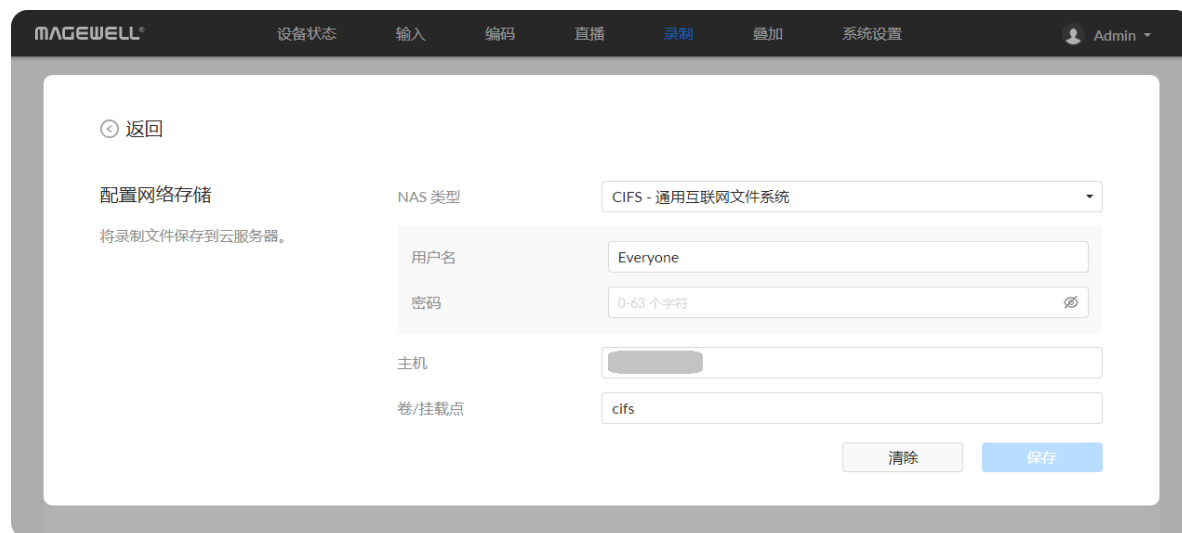 MAGEWELL® 设备状态 输入 编码 直播 录制 叠加 系统设置 Admin
返回
配置网络存储 NAS 类型 CIFS - 通用互联网文件系统
将录制文件保存到云服务器。
用户名 Everyone
密码 0-63 个字符
主机
卷/挂载点 cifs
清除 保存